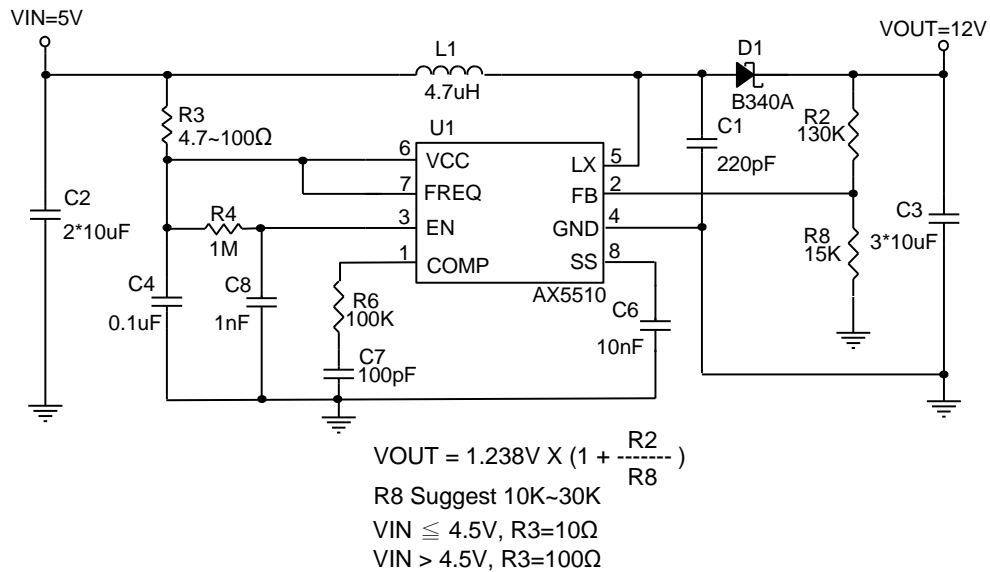 VIN=5V
VOUT=12V
L1
4.7uH
D1
B340A
R3
4.7~100Ω
U1
C1
220pF
R2
130K
6
VCC
LX
5
7
FREQ
FB
2
C2
2*10uF
R4
1M
3
EN
GND
4
C3
3*10uF
R8
15K
1
COMP
SS
8
AX5510
C4
0.1uF
C8
1nF
R6
100K
C6
10nF
C7
100pF
VOUT = 1.238V X (1 + R2
------- )
R8
R8 Suggest 10K~30K
VIN ≦ 4.5V, R3=10Ω
VIN > 4.5V, R3=100Ω